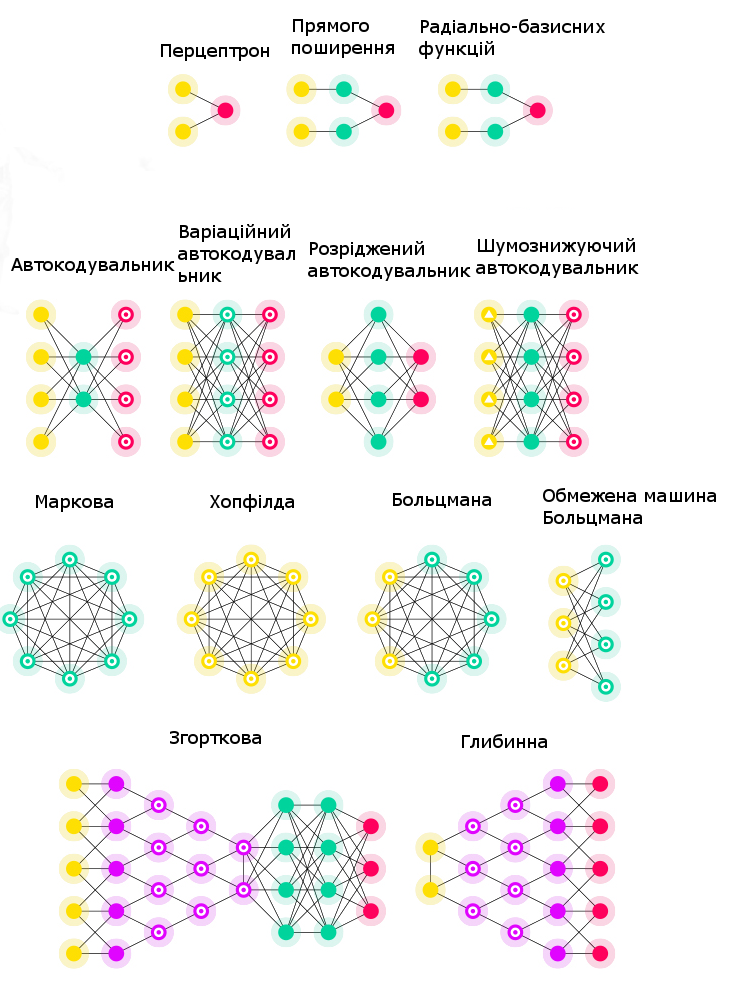 Перцептрон
Прямого
поширення
Радіально-базисних
функцій
Автокодувальник
Варіаційний
автокодувал
ьник
Розріджений
автокодувальник
Шумознижуючий
автокодувальник
Маркова
Хопфілда
Больцмана
Обмежена машина
Больцмана
Згорткова
Глибинна